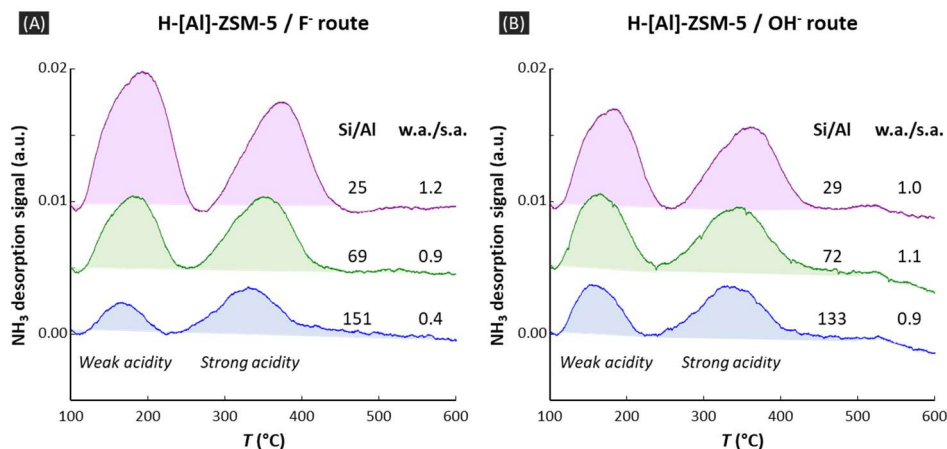 (A) H-[Al]-ZSM-5 / F⁻ route
NH₃ desorption signal (a.u.)
0.02
0.01
0.00
Si/Al w.a./s.a.
25 1.2
69 0.9
151 0.4
Weak acidity Strong acidity
100 200 300 400 500 600
T (°C)
(B) H-[Al]-ZSM-5 / OH⁻ route
NH₃ desorption signal (a.u.)
0.02
0.01
0.00
Si/Al w.a./s.a.
29 1.0
72 1.1
133 0.9
Weak acidity Strong acidity
100 200 300 400 500 600
T (°C)